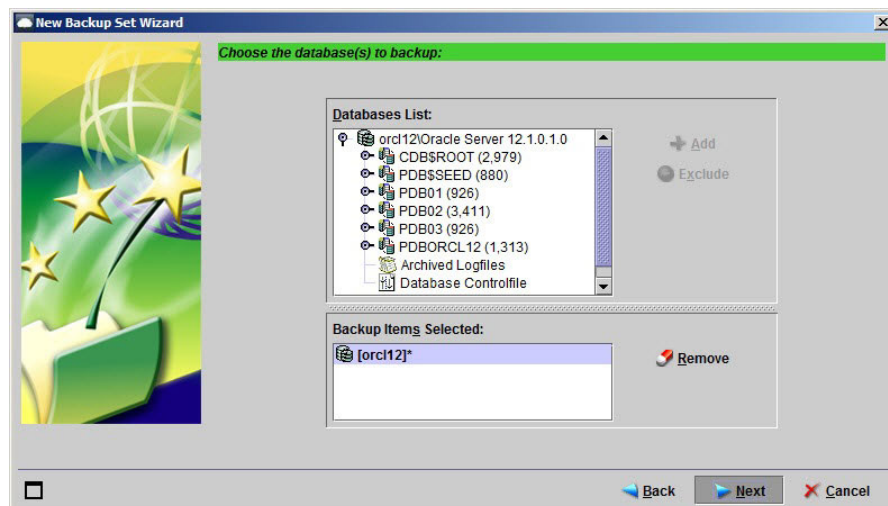 New Backup Set Wizard
Choose the database(s) to backup:
Databases List:
orcl12\Oracle Server 12.1.0.1.0
CDB$ROOT (2,979)
PDB$SEED (880)
PDB01 (926)
PDB02 (3,411)
PDB03 (926)
PDBORCL12 (1,313)
Archived Logfiles
Database Controlfile
Add
Exclude
Backup Items Selected:
[orcl12]*
Remove
Back
Next
Cancel